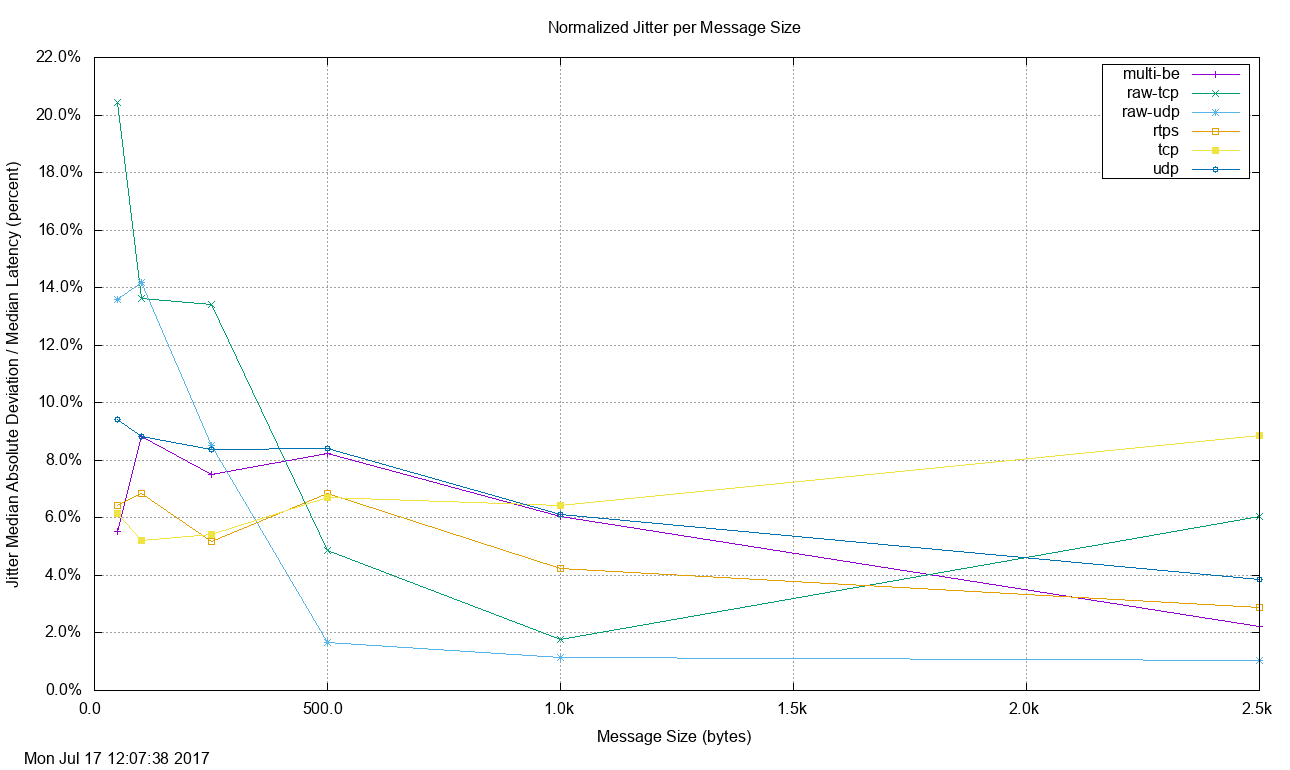 Normalized Jitter per Message Size
22.0%
20.0%
18.0%
16.0%
14.0%
12.0%
10.0%
8.0%
6.0%
4.0%
2.0%
0.0%
Jitter Median Absolute Deviation / Median Latency (percent)
multi-be
raw-tcp
raw-udp
rtps
tcp
udp
0.0 500.0 1.0k 1.5k 2.0k 2.5k
Message Size (bytes)
Mon Jul 17 12:07:38 2017